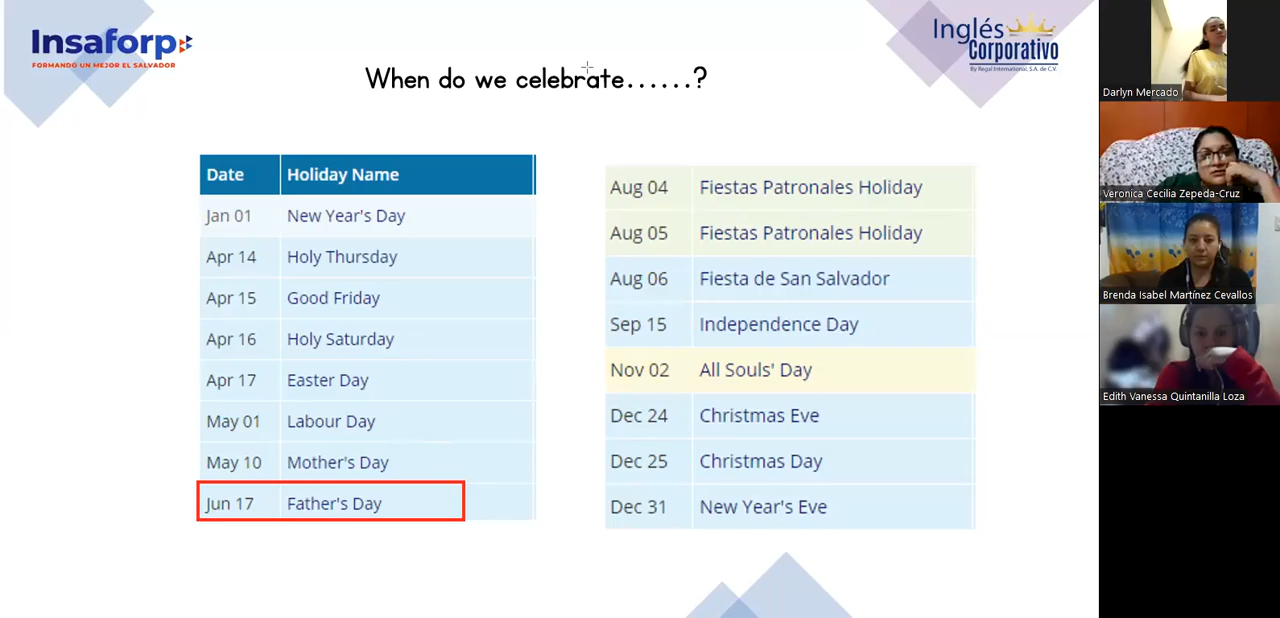 Insaforp
FORMANDO UN MEJOR EL SALVADOR
Inglés
Corporativo
By Regal International, S.A. de C.V.
When do we celebrate......?
Date Holiday Name
Jan 01 New Year's Day
Apr 14 Holy Thursday
Apr 15 Good Friday
Apr 16 Holy Saturday
Apr 17 Easter Day
May 01 Labour Day
May 10 Mother's Day
Jun 17 Father's Day
Aug 04 Fiestas Patronales Holiday
Aug 05 Fiestas Patronales Holiday
Aug 06 Fiesta de San Salvador
Sep 15 Independence Day
Nov 02 All Souls' Day
Dec 24 Christmas Eve
Dec 25 Christmas Day
Dec 31 New Year's Eve
Darlyn Mercado
Veronica Cecilia Zepeda-Cruz
Brenda Isabel Martínez Cevallos
Edith Vanessa Quintanilla Loza